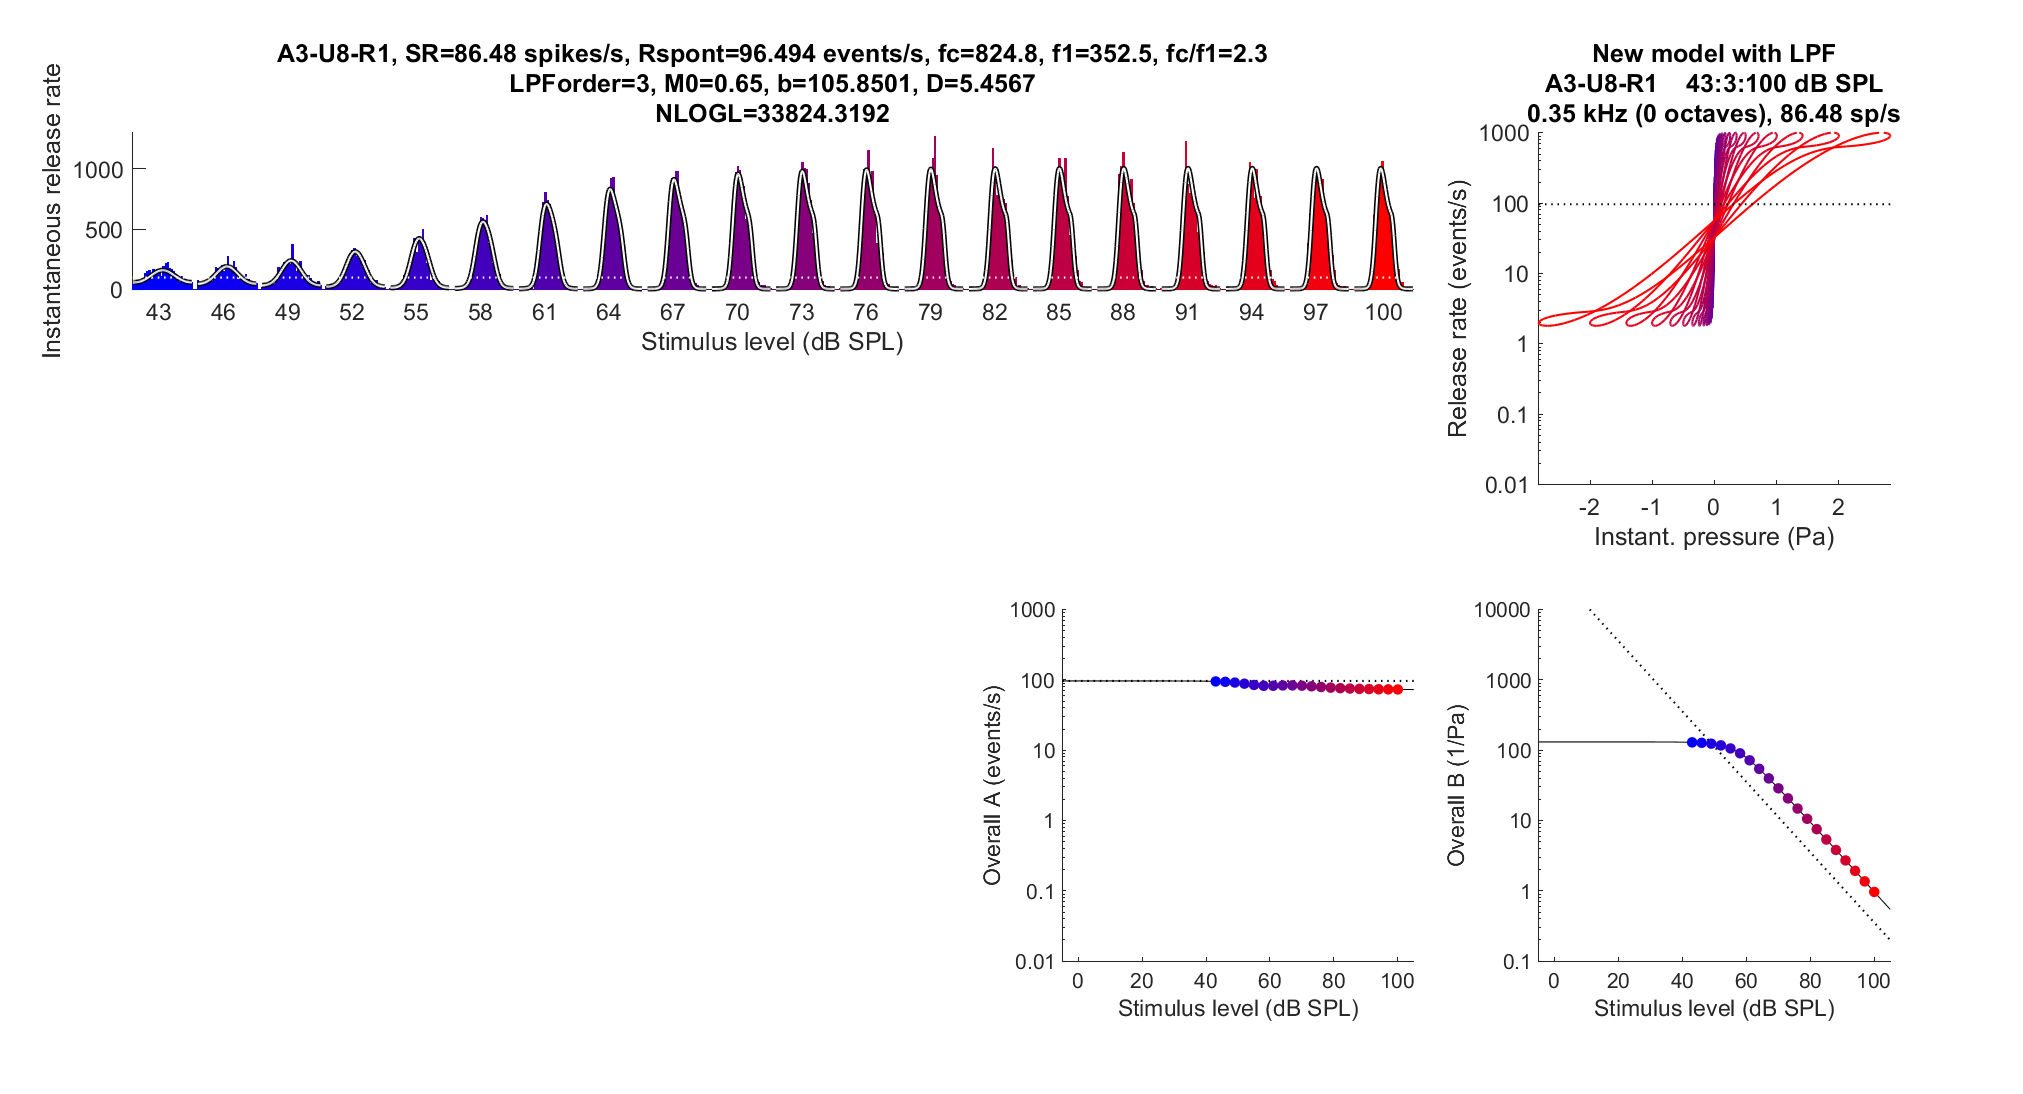 A3-U8-R1, SR=86.48 spikes/s, Rspont=96.494 events/s, fc=824.8, f1=352.5, fc/f1=2.3
LPForder=3, M0=0.65, b=105.8501, D=5.4567
NLOGL=33824.3192
Instantaneous release rate
1000
500
0
43 46 49 52 55 58 61 64 67 70 73 76 79 82 85 88 91 94 97 100
Stimulus level (dB SPL)
New model with LPF
A3-U8-R1 43:3:100 dB SPL
0.35 kHz (0 octaves), 86.48 sp/s
Release rate (events/s)
1000
100
10
1
0.1
0.01
-2 -1 0 1 2
Instant. pressure (Pa)
Overall A (events/s)
1000
100
10
1
0.1
0.01
0 20 40 60 80 100
Stimulus level (dB SPL)
Overall B (1/Pa)
10000
1000
100
10
1
0.1
0 20 40 60 80 100
Stimulus level (dB SPL)